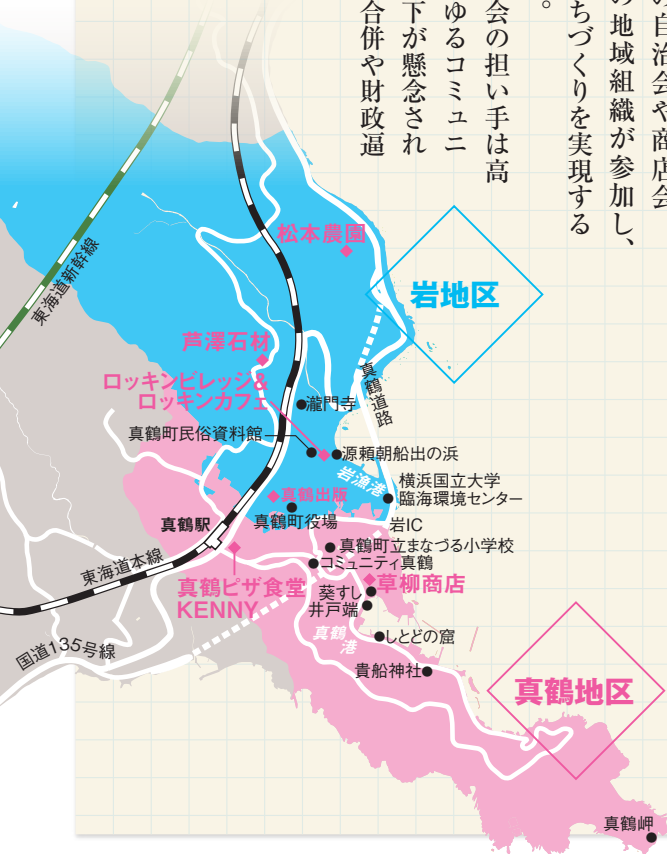 の自治会や商店会
の地域組織が参加し、
ちづくりを実現する
。
会の担い手は高
ゆるコミュニ
下が懸念され
合併や財政逼
松本農園
岩地区
東海道新幹線
芦澤石材
ロッキンビレッジ&
ロッキンカフェ
真鶴道路
瀧門寺
真鶴町民俗資料館
源頼朝船出の浜
岩漁港
横浜国立大学
臨海環境センター
真鶴出版
真鶴町役場
岩IC
真鶴駅
真鶴町立まなづる小学校
コミュニティ真鶴
東海道本線
草柳商店
真鶴ピザ食堂
KENNY
葵すし
井戸端
真鶴
港
しとどの窟
国道135号線
貴船神社
真鶴地区
真鶴岬